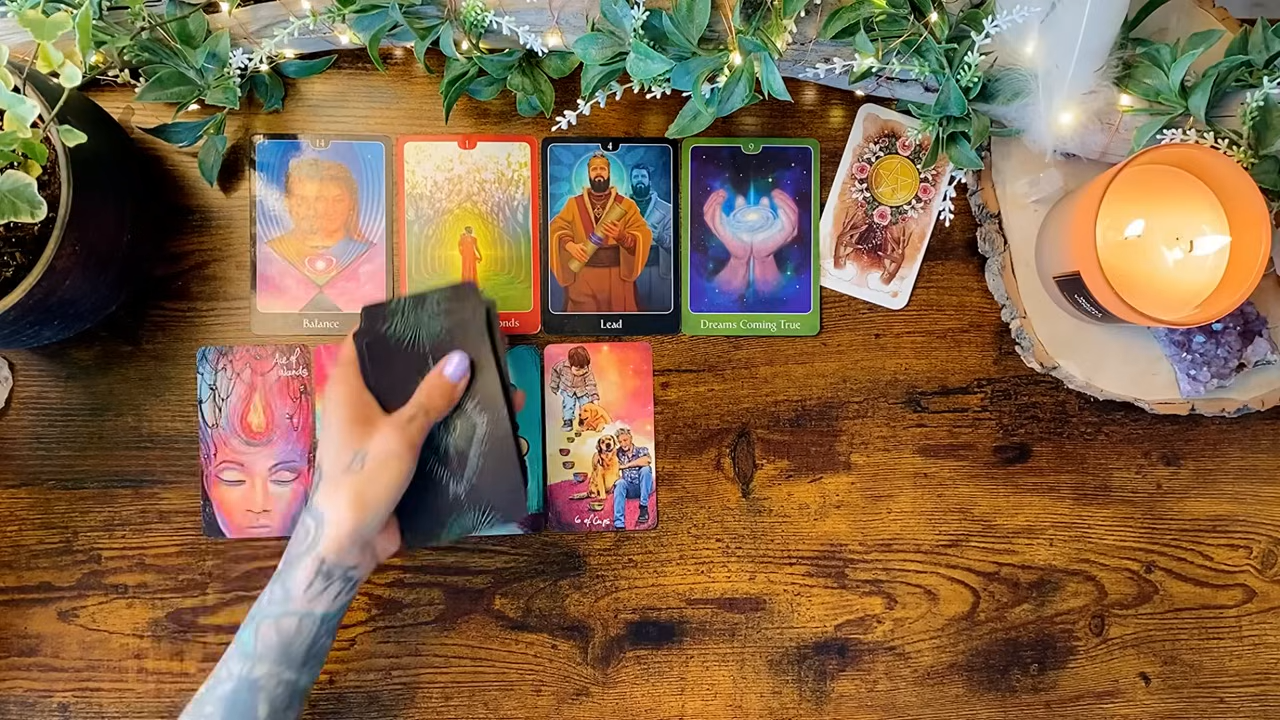 14
1
4
9
Balance
onds
Lead
Dreams Coming True
Ace of
Wands
6 of Cups